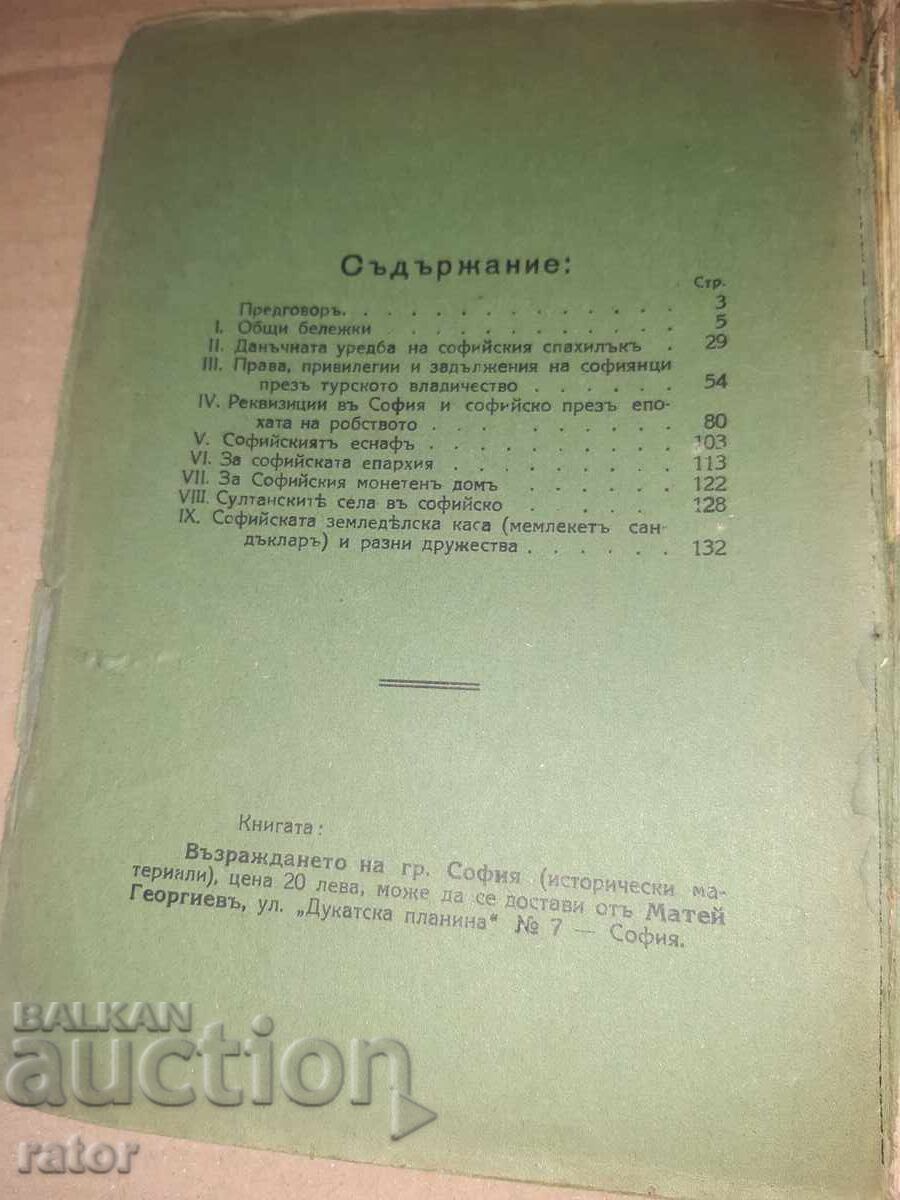 Съдържание:
Стр.
Предговоръ. . . . . . . . . . . . . 3
I. Общи бележки . . . . . . . . . . . 5
II. Данъчната уредба на софийския спахилъкъ . 29
III. Права, привилегии и задължения на софиянци
презъ турското владичество . . . . . . 54
IV. Реквизиции въ София и софийско презъ епо-
хата на робството . . . . . . . . . 80
V. Софийскиятъ еснафъ . . . . . . . . . 103
VI. За софийската епархия . . . . . . . . 113
VII. За Софийския монетенъ домъ . . . . . . 122
VIII. Султанскитѣ села въ софийско . . . . . . 128
IX. Софийската земледѣлска каса (мемлекетъ сан-
дъкларъ) и разни дружества . . . . . . 132
Книгата:
Възраждането на гр. София (исторически ма-
териали), цена 20 лева, може да се достави отъ Матей
Георгиевъ, ул. „Дукатска планина“ № 7 — София.
BALKAN
auction
rator